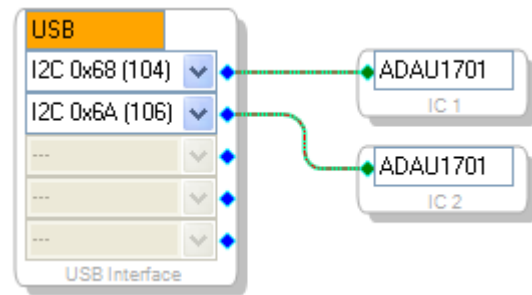 USB
I2C 0x68 (104)
I2C 0x6A (106)
---
---
---
USB Interface
ADAU1701
IC 1
ADAU1701
IC 2